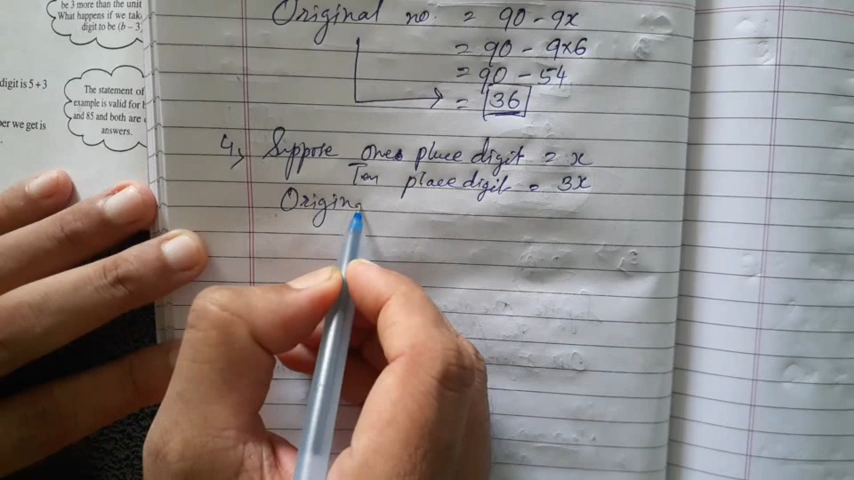 be 3 more than the unit
What happens if we tak
digit to be (b – 3
digit is 5 + 3
The statement of
example is valid for b
and 85 and both are
answers.
er we get is
Original no. = 90 - 9x
= 90 - 9×6
= 90 - 54
= 36
4, Suppose ones place digit = x
Ten place digit = 3x
Origina